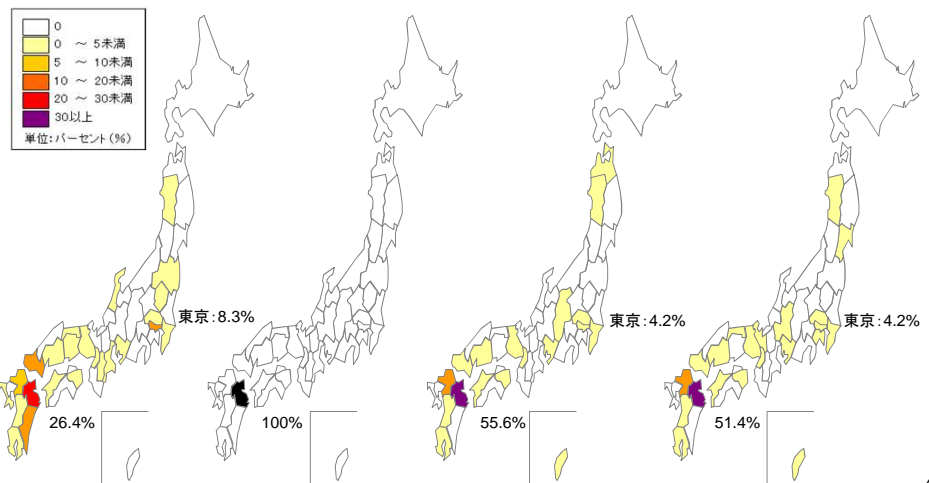 0
0 ～ 5未満
5 ～ 10未満
10 ～ 20未満
20 ～ 30未満
30以上
単位:パーセント(%)
東京:8.3%
東京:4.2%
東京:4.2%
26.4%
100%
55.6%
51.4%